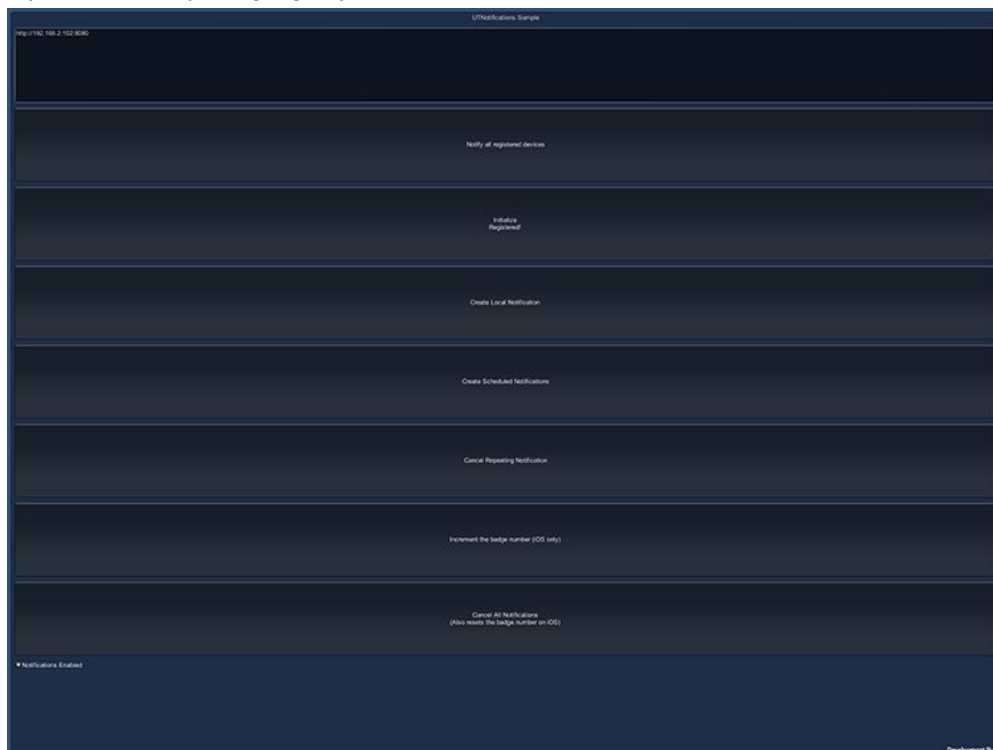 UTNotifications Sample
http://192.168.2.102:8080
Notify all registered devices
Initialize
Registered!
Create Local Notification
Create Scheduled Notifications
Cancel Repeating Notification
Increment the badge number (iOS only)
Cancel All Notifications
(Also resets the badge number on iOS)
Notifications Enabled
Development